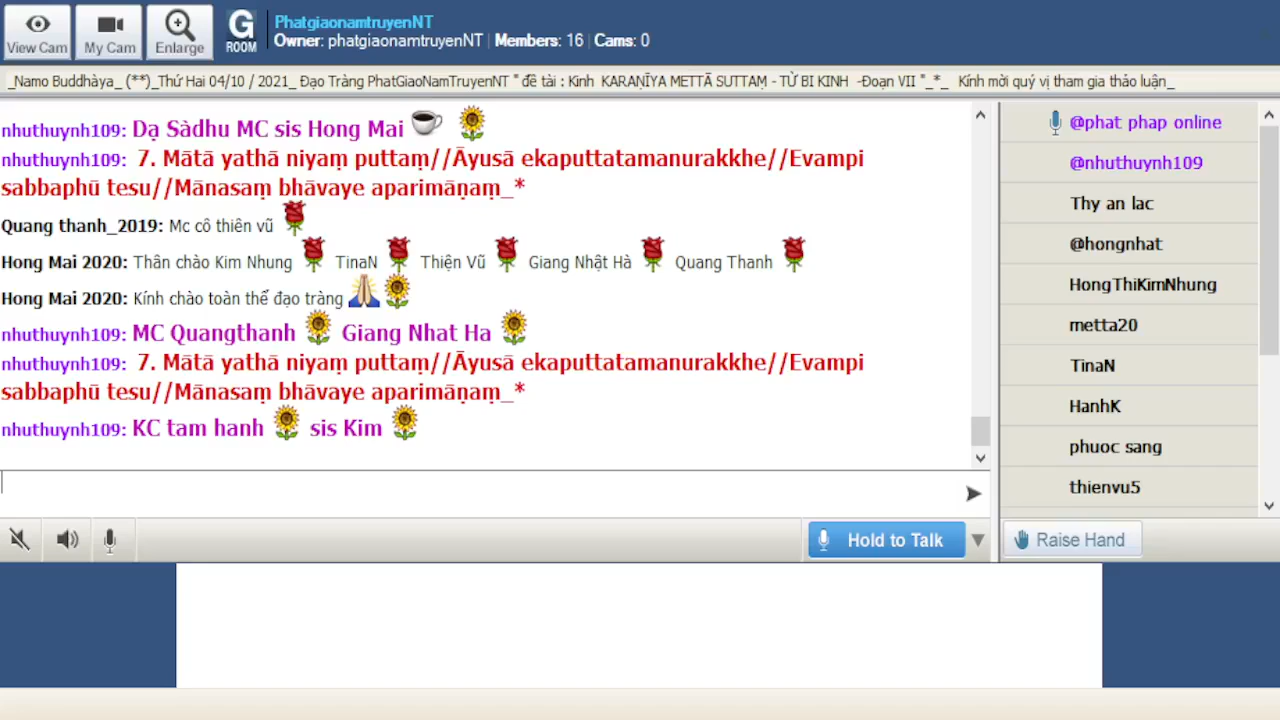 View Cam
My Cam
Enlarge
G
ROOM
PhatgiaonamtruyenNT
Owner: phatgiaonamtruyenNT | Members: 16 | Cams: 0
_Namo Buddhàya_ (**)_Thứ Hai 04/10 / 2021_ Đạo Tràng PhatGiaoNamTruyenNT " đề tài : Kinh KARAṆĪYA METTĀ SUTTAṂ - TỪ BI KINH -Đoạn VII "_*_ Kính mời quý vị tham gia thảo luận_
nhuthuynh109: Dạ Sàdhu MC sis Hong Mai
nhuthuynh109: 7. Mātā yathā niyaṃ puttaṃ//Āyusā ekaputtatamanurakkhe//Evampi
sabbaphū tesu//Mānasaṃ bhāvaye aparimāṇaṃ_*
Quang thanh_2019: Mc cô thiên vũ
Hong Mai 2020: Thân chào Kim Nhung TinaN Thiện Vũ Giang Nhật Hà Quang Thanh
Hong Mai 2020: Kính chào toàn thể đạo tràng
nhuthuynh109: MC Quangthanh Giang Nhat Ha
nhuthuynh109: 7. Mātā yathā niyaṃ puttaṃ//Āyusā ekaputtatamanurakkhe//Evampi
sabbaphū tesu//Mānasaṃ bhāvaye aparimāṇaṃ_*
nhuthuynh109: KC tam hanh sis Kim
@phat phap online
@nhuthuynh109
Thy an lac
@hongnhat
HongThiKimNhung
metta20
TinaN
HanhK
phuoc sang
thienvu5
Hold to Talk
Raise Hand